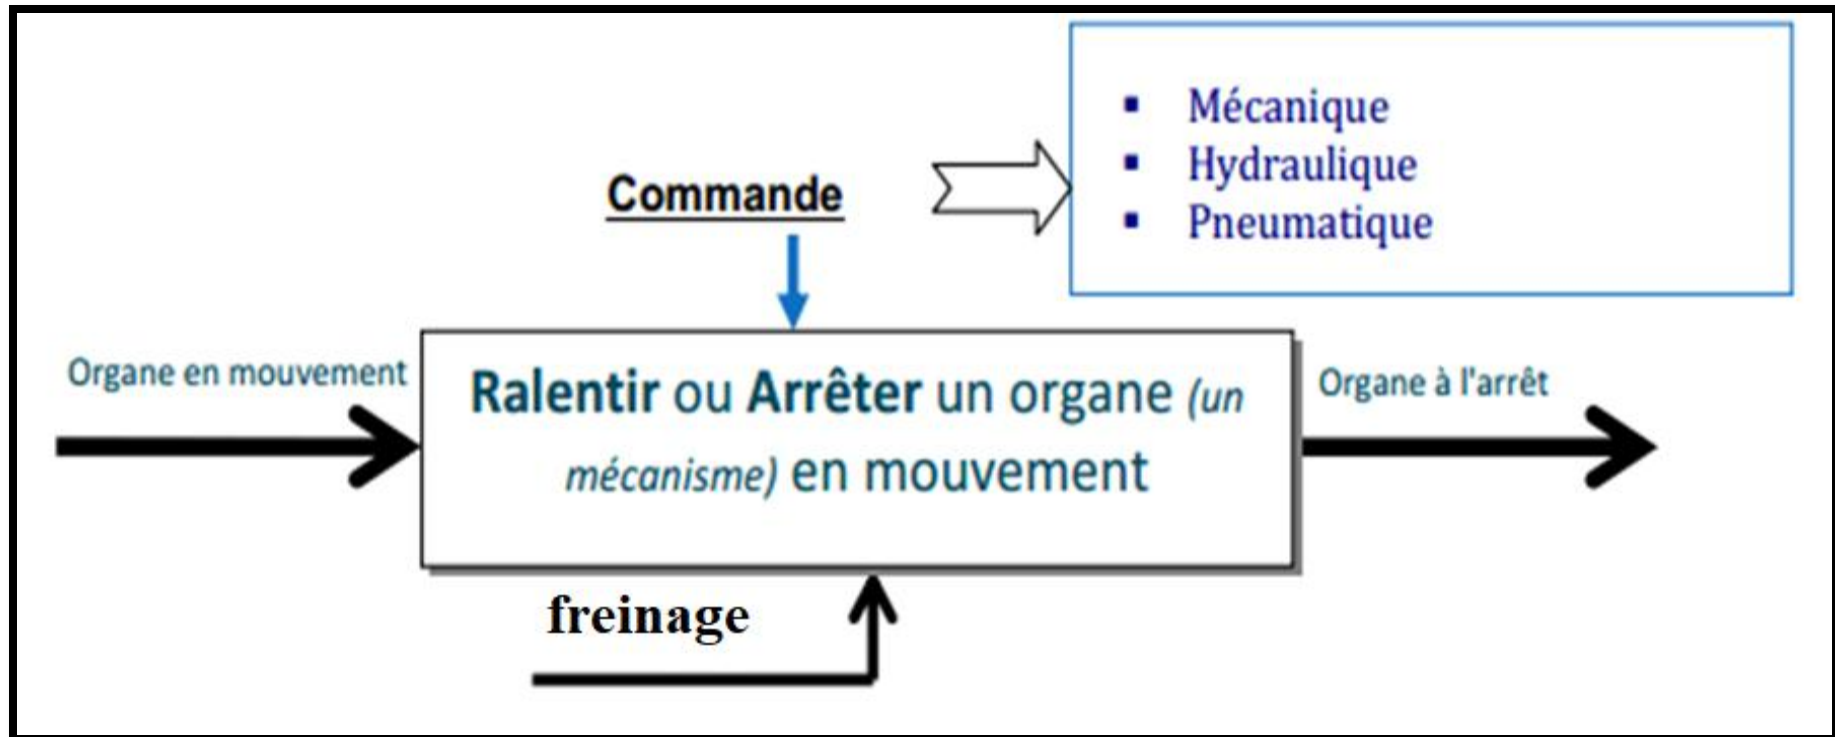 Mécanique
Hydraulique
Pneumatique
Commande
Organe en mouvement
Ralentir ou Arrêter un organe (un
mécanisme) en mouvement
Organe à l'arrêt
freinage